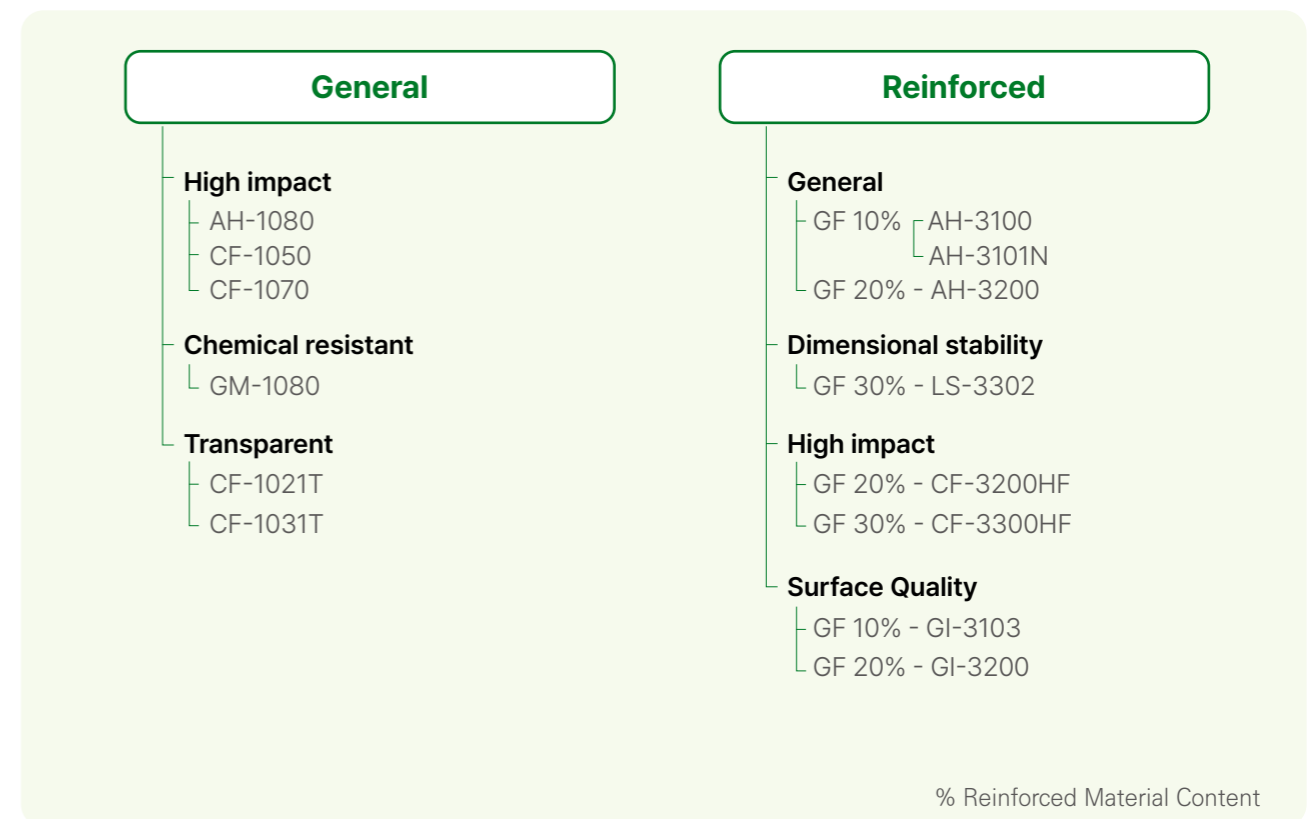 General
High impact
AH-1080
CF-1050
CF-1070
Chemical resistant
GM-1080
Transparent
CF-1021T
CF-1031T
Reinforced
General
GF 10% AH-3100
AH-3101N
GF 20% - AH-3200
Dimensional stability
GF 30% - LS-3302
High impact
GF 20% - CF-3200HF
GF 30% - CF-3300HF
Surface Quality
GF 10% - GI-3103
GF 20% - GI-3200
% Reinforced Material Content